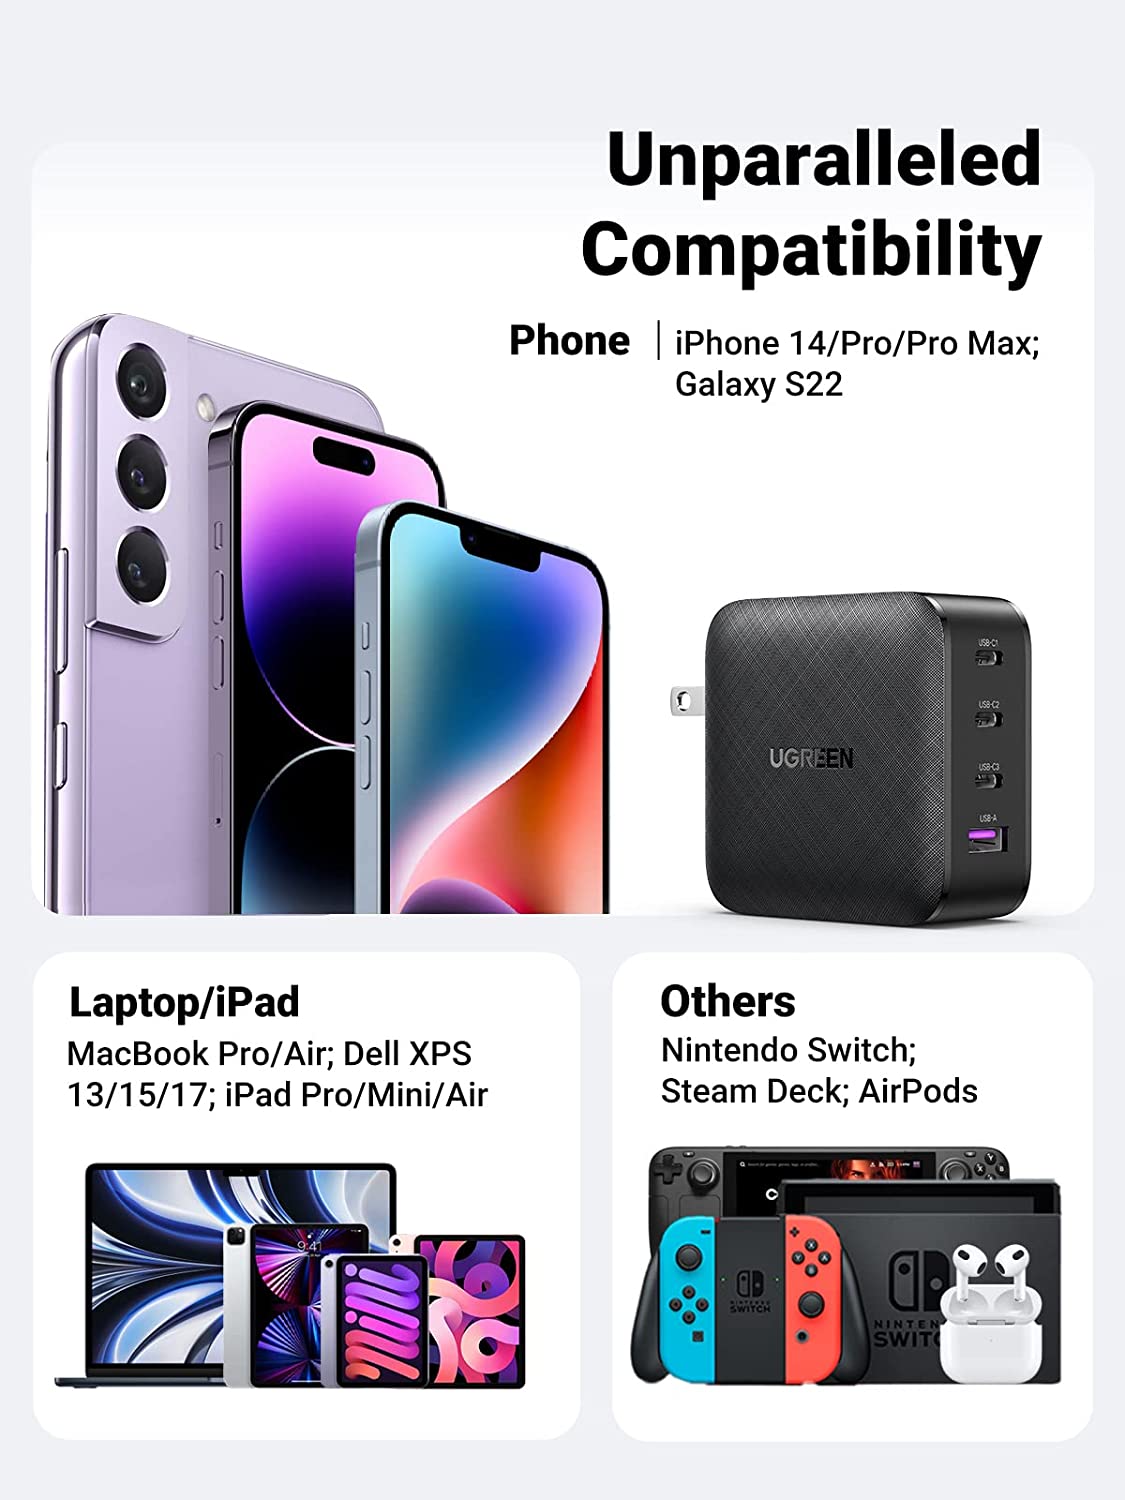 Unparalleled
Compatibility
Phone
iPhone 14/Pro/Pro Max;
Galaxy S22
USB-C1
USB-C2
USB-C3
USB-A
UGREEN
Laptop/iPad
MacBook Pro/Air; Dell XPS
13/15/17; iPad Pro/Mini/Air
9:41
mini
Others
Nintendo Switch;
Steam Deck; AirPods
NINTENDO
SWITCH